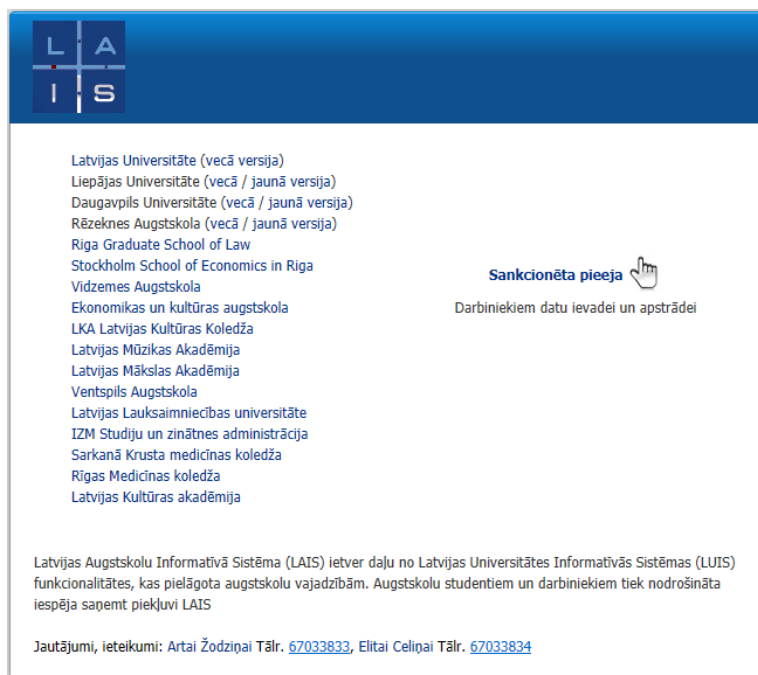 L A
I S
Latvijas Universitāte (vecā versija)
Liepājas Universitāte (vecā / jaunā versija)
Daugavpils Universitāte (vecā / jaunā versija)
Rēzeknes Augstskola (vecā / jaunā versija)
Riga Graduate School of Law
Stockholm School of Economics in Riga
Vidzemes Augstskola
Ekonomikas un kultūras augstskola
LKA Latvijas Kultūras Koledža
Latvijas Mūzikas Akadēmija
Latvijas Mākslas Akadēmija
Ventspils Augstskola
Latvijas Lauksaimniecības universitāte
IZM Studiju un zinātnes administrācija
Sarkanā Krusta medicīnas koledža
Rīgas Medicīnas koledža
Latvijas Kultūras akadēmija
Sankcionēta pieeja
Darbiniekiem datu ievadei un apstrādei
Latvijas Augstskolu Informatīvā Sistēma (LAIS) ietver daļu no Latvijas Universitātes Informatīvās Sistēmas (LUIS)
funkcionalitātes, kas pielāgota augstskolu vajadzībām. Augstskolu studentiem un darbiniekiem tiek nodrošināta
iespēja saņemt piekļuvi LAIS
Jautājumi, ieteikumi: Artai Žodziņai Tālr. 67033833, Elitai Celiņai Tālr. 67033834